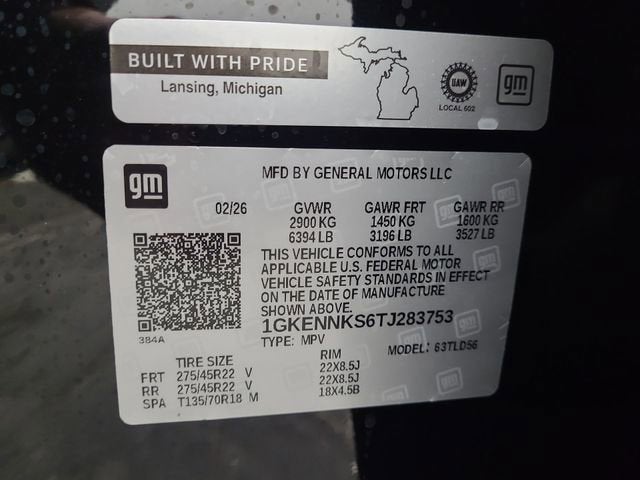 BUILT WITH PRIDE
Lansing, Michigan
UAW
LOCAL 602
gm
gm
MFD BY GENERAL MOTORS LLC
02/26 GVWR GAWR FRT GAWR RR
2900 KG 1450 KG 1600 KG
6394 LB 3196 LB 3527 LB
THIS VEHICLE CONFORMS TO ALL
APPLICABLE U.S. FEDERAL MOTOR
VEHICLE SAFETY STANDARDS IN EFFECT
ON THE DATE OF MANUFACTURE
SHOWN ABOVE.
1GKENNKS6TJ283753
TYPE: MPV MODEL: 63TLD56
384A
TIRE SIZE RIM
FRT 275/45R22 V 22X8.5J
RR 275/45R22 V 22X8.5J
SPA T135/70R18 M 18X4.5B